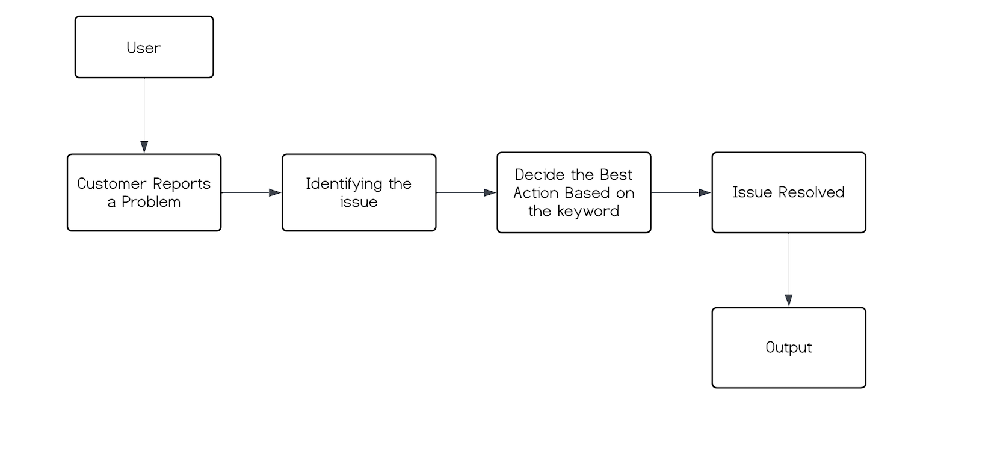 User
Customer Reports
a Problem
Identifying the
issue
Decide the Best
Action Based on
the keyword
Issue Resolved
Output